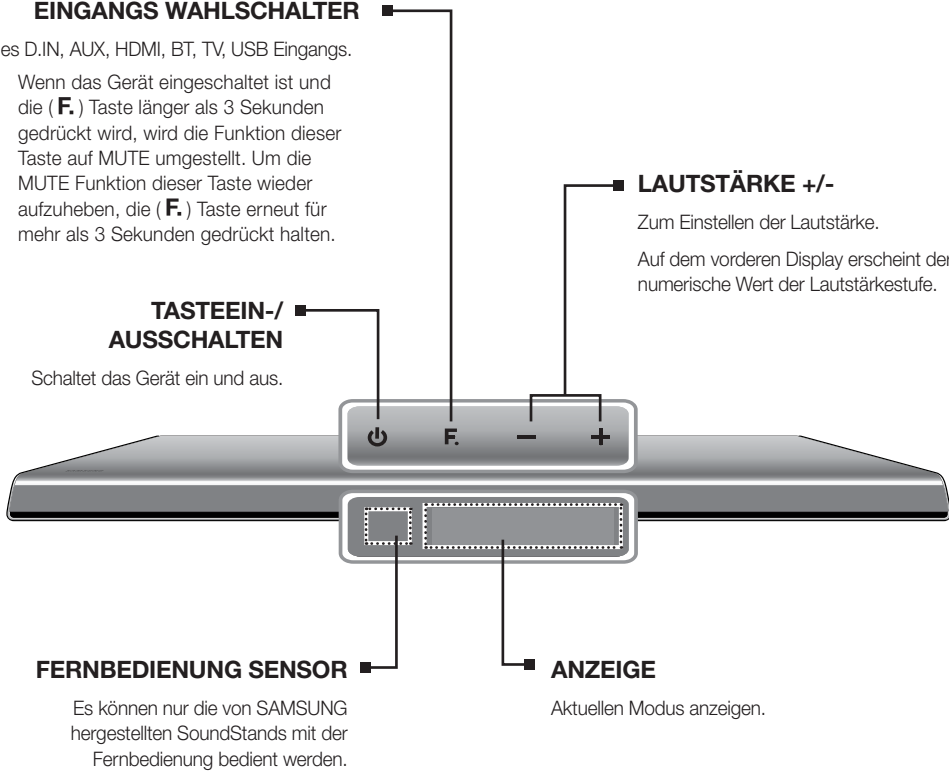 EINGANGS WAHLSCHALTER
es D.IN, AUX, HDMI, BT, TV, USB Eingangs.
Wenn das Gerät eingeschaltet ist und
die ( F. ) Taste länger als 3 Sekunden
gedrückt wird, wird die Funktion dieser
Taste auf MUTE umgestellt. Um die
MUTE Funktion dieser Taste wieder
aufzuheben, die ( F. ) Taste erneut für
mehr als 3 Sekunden gedrückt halten.
LAUTSTÄRKE +/-
Zum Einstellen der Lautstärke.
Auf dem vorderen Display erscheint der
numerische Wert der Lautstärkestufe.
TASTEEIN-/
AUSSCHALTEN
Schaltet das Gerät ein und aus.
F. − +
FERNBEDIENUNG SENSOR
Es können nur die von SAMSUNG
hergestellten SoundStands mit der
Fernbedienung bedient werden.
ANZEIGE
Aktuellen Modus anzeigen.